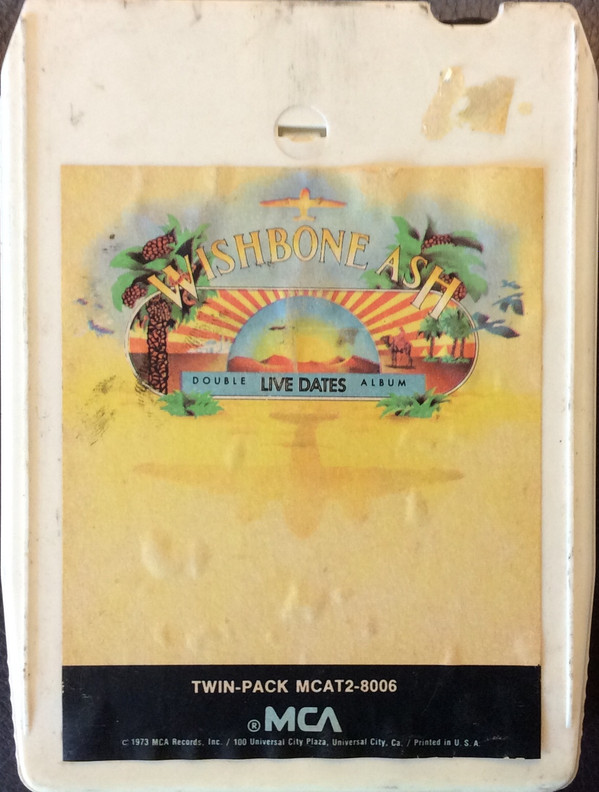 WISHBONE ASH
DOUBLE LIVE DATES ALBUM
TWIN-PACK MCAT2-8006
® MCA
© 1973 MCA Records, Inc. / 100 Universal City Plaza, Universal City, Ca. / Printed in U.S.A.